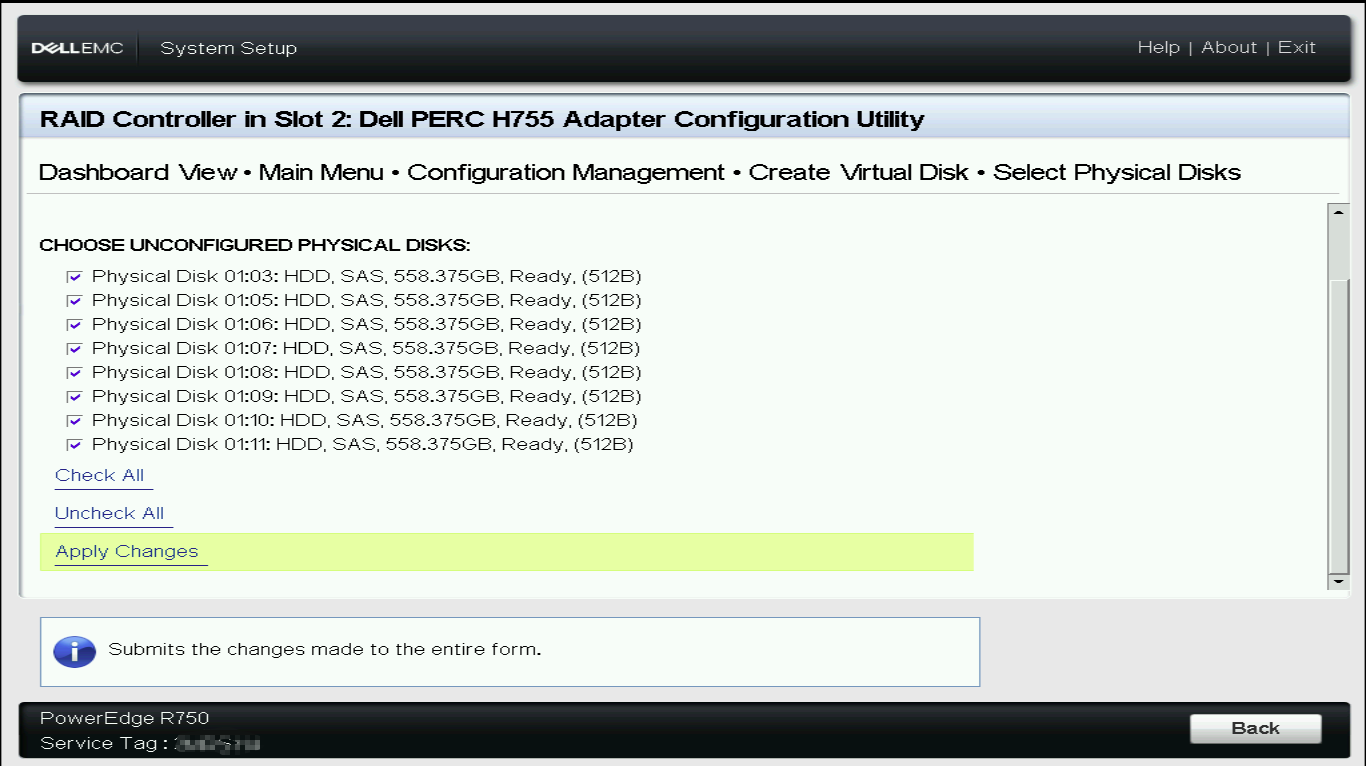 DELLEMC System Setup Help | About | Exit
RAID Controller in Slot 2: Dell PERC H755 Adapter Configuration Utility
Dashboard View • Main Menu • Configuration Management • Create Virtual Disk • Select Physical Disks
CHOOSE UNCONFIGURED PHYSICAL DISKS:
Physical Disk 01:03: HDD, SAS, 558.375GB, Ready, (512B)
Physical Disk 01:05: HDD, SAS, 558.375GB, Ready, (512B)
Physical Disk 01:06: HDD, SAS, 558.375GB, Ready, (512B)
Physical Disk 01:07: HDD, SAS, 558.375GB, Ready, (512B)
Physical Disk 01:08: HDD, SAS, 558.375GB, Ready, (512B)
Physical Disk 01:09: HDD, SAS, 558.375GB, Ready, (512B)
Physical Disk 01:10: HDD, SAS, 558.375GB, Ready, (512B)
Physical Disk 01:11: HDD, SAS, 558.375GB, Ready, (512B)
Check All
Uncheck All
Apply Changes
Submits the changes made to the entire form.
PowerEdge R750
Service Tag :
Back